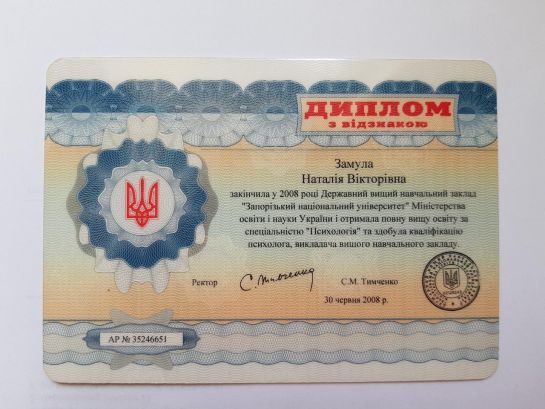 ДИПЛОМ
з відзнакою
Замула
Наталія Вікторівна
закінчила у 2008 році Державний вищий навчальний заклад
"Запорізький національний університет" Міністерства
освіти і науки України і отримала повну вищу освіту за
спеціальністю "Психологія" та здобула кваліфікацію
психолога, викладача вищого навчального закладу.
Ректор
С.М. Тимченко
30 червня 2008 р.
АР № 35246651